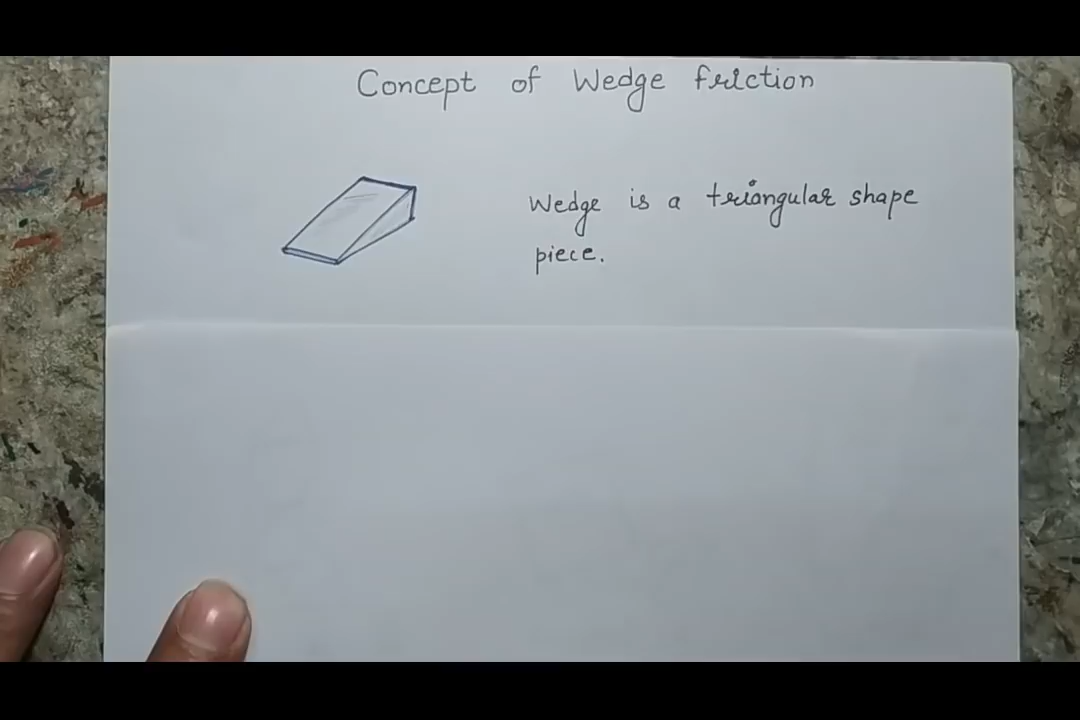 Concept of Wedge friction
Wedge is a triangular shape
piece.